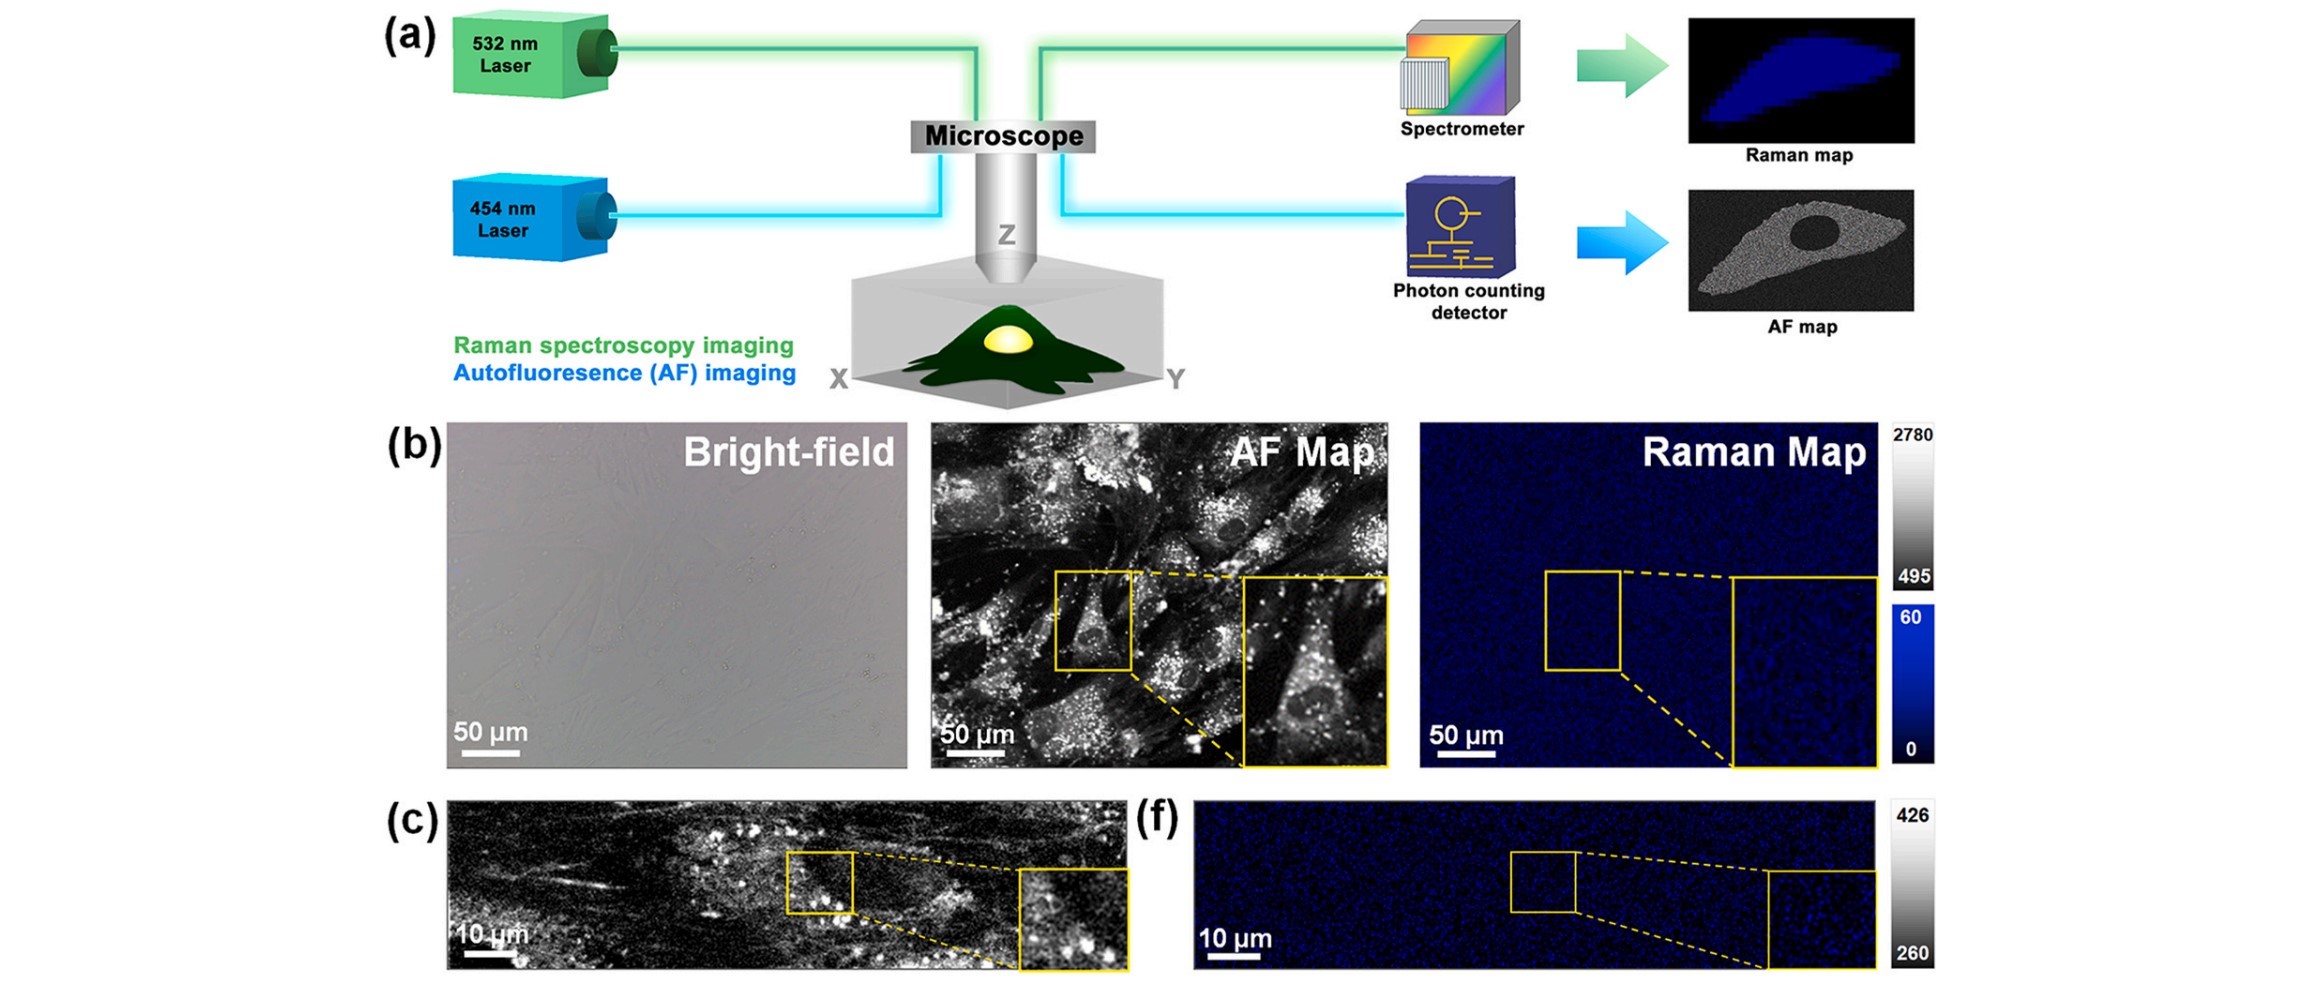 (a)
532 nm
Laser
454 nm
Laser
Microscope
Z
X
Y
Spectrometer
Raman map
Photon counting
detector
AF map
Raman spectroscopy imaging
Autofluoresence (AF) imaging
(b)
Bright-field
50 µm
AF Map
50 µm
Raman Map
50 µm
2780
495
60
0
(c)
10 µm
(f)
10 µm
426
260